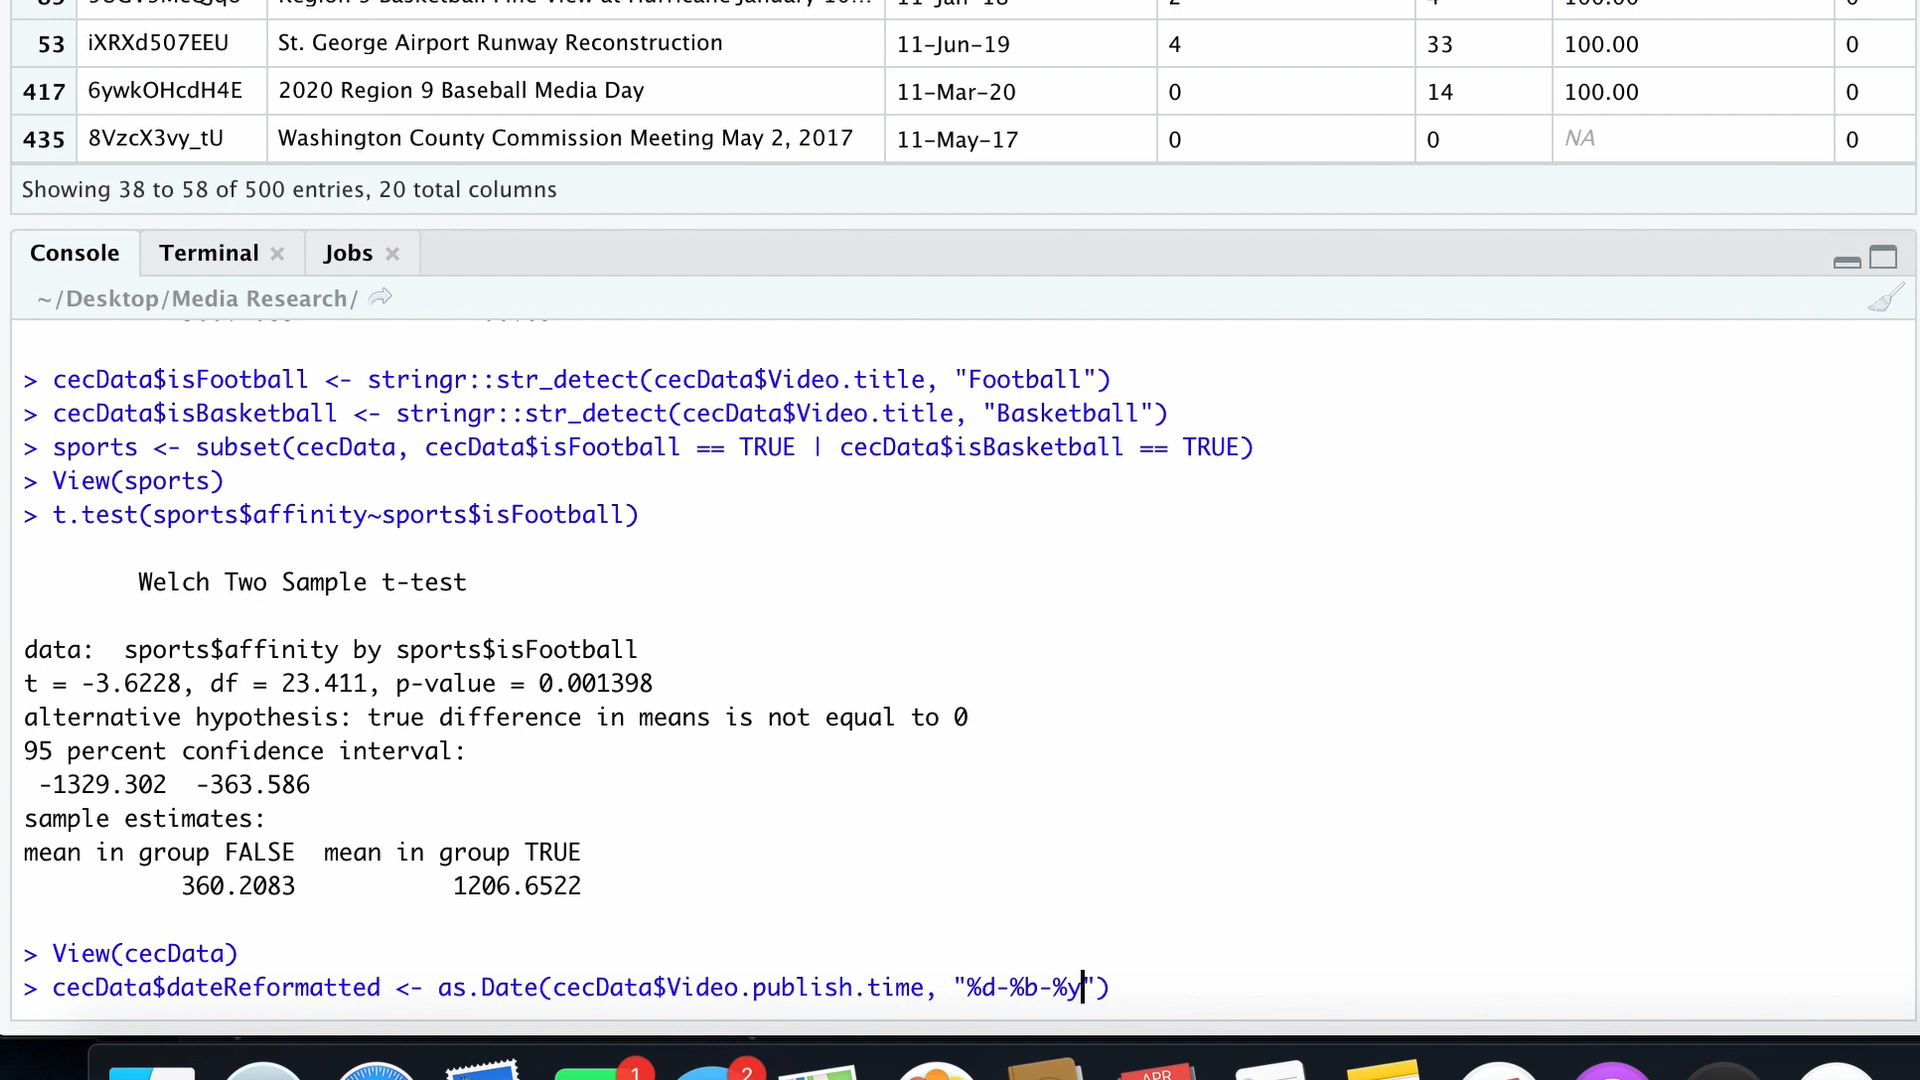 53 iXRXd507EEU St. George Airport Runway Reconstruction 11-Jun-19 4 33 100.00 0
417 6ywkOHcdH4E 2020 Region 9 Baseball Media Day 11-Mar-20 0 14 100.00 0
435 8VzcX3vy_tU Washington County Commission Meeting May 2, 2017 11-May-17 0 0 NA 0
Showing 38 to 58 of 500 entries, 20 total columns
Console Terminal Jobs
~/Desktop/Media Research/
> cecData$isFootball <- stringr::str_detect(cecData$Video.title, "Football")
> cecData$isBasketball <- stringr::str_detect(cecData$Video.title, "Basketball")
> sports <- subset(cecData, cecData$isFootball == TRUE | cecData$isBasketball == TRUE)
> View(sports)
> t.test(sports$affinity~sports$isFootball)
Welch Two Sample t-test
data:  sports$affinity by sports$isFootball
t = -3.6228, df = 23.411, p-value = 0.001398
alternative hypothesis: true difference in means is not equal to 0
95 percent confidence interval:
-1329.302  -363.586
sample estimates:
mean in group FALSE  mean in group TRUE
360.2083           1206.6522
> View(cecData)
> cecData$dateReformatted <- as.Date(cecData$Video.publish.time, "%d-%b-%y")
1
2
APR